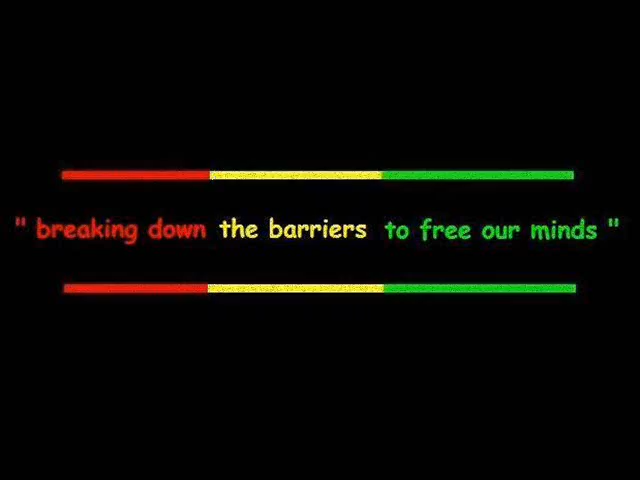 " breaking down the barriers to free our minds "